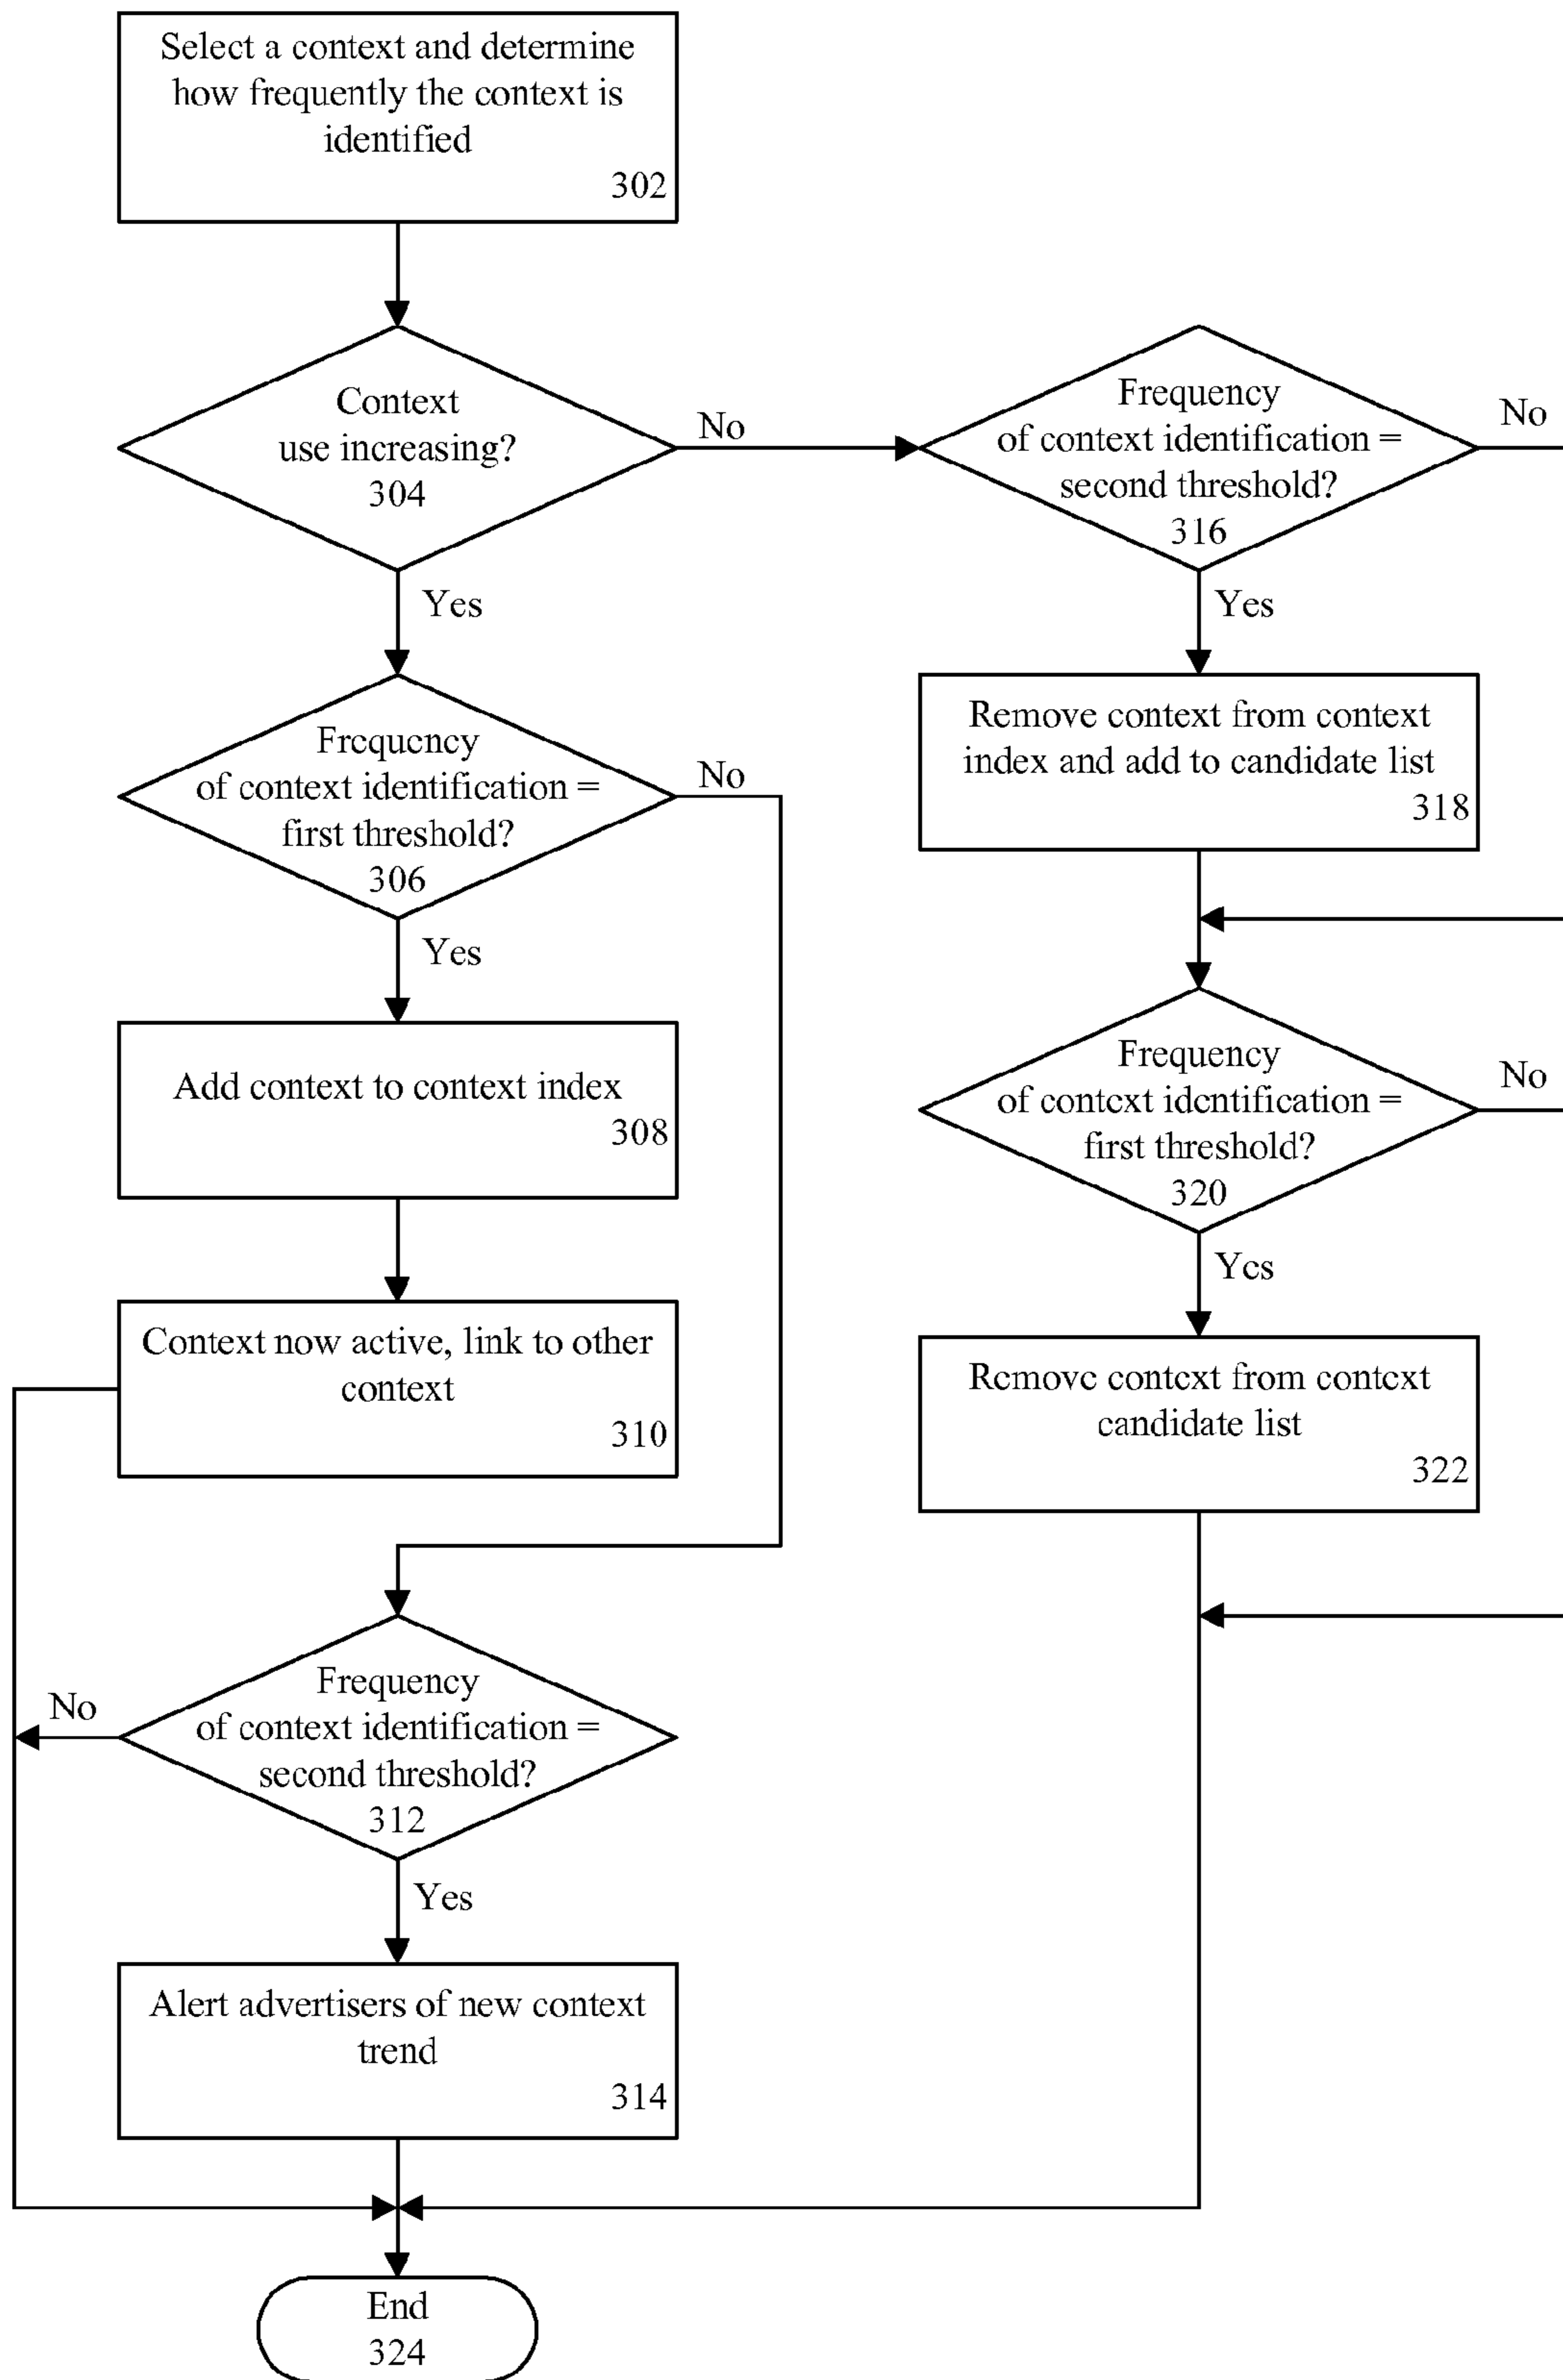 Select a context and determine
how frequently the context is
identified
302
Context
use increasing?
304
No
Yes
Frequency
of context identification =
first threshold?
306
No
Yes
Add context to context index
308
Context now active, link to other
context
310
Frequency
of context identification =
second threshold?
312
No
Yes
Alert advertisers of new context
trend
314
Frequency
of context identification =
second threshold?
316
No
Yes
Remove context from context
index and add to candidate list
318
Frequency
of context identification =
first threshold?
320
No
Yes
Remove context from context
candidate list
322
End
324